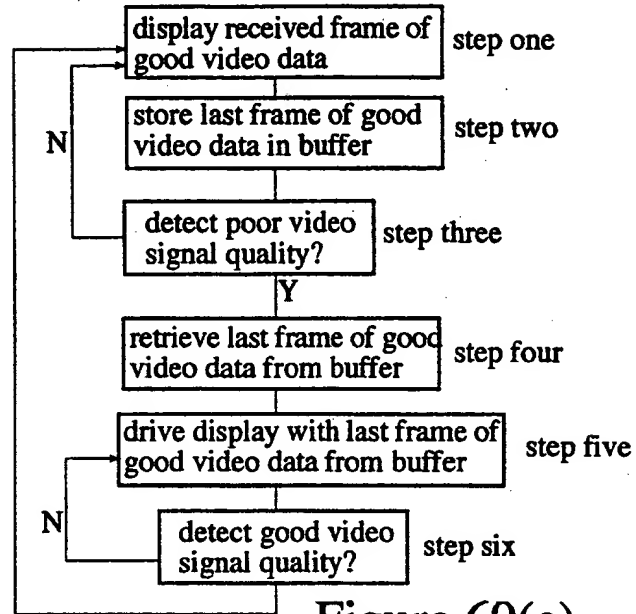 display received frame of
good video data
step one
store last frame of good
video data in buffer
step two
N
detect poor video
signal quality?
step three
Y
retrieve last frame of good
video data from buffer
step four
drive display with last frame of
good video data from buffer
step five
N
detect good video
signal quality?
step six
Figure